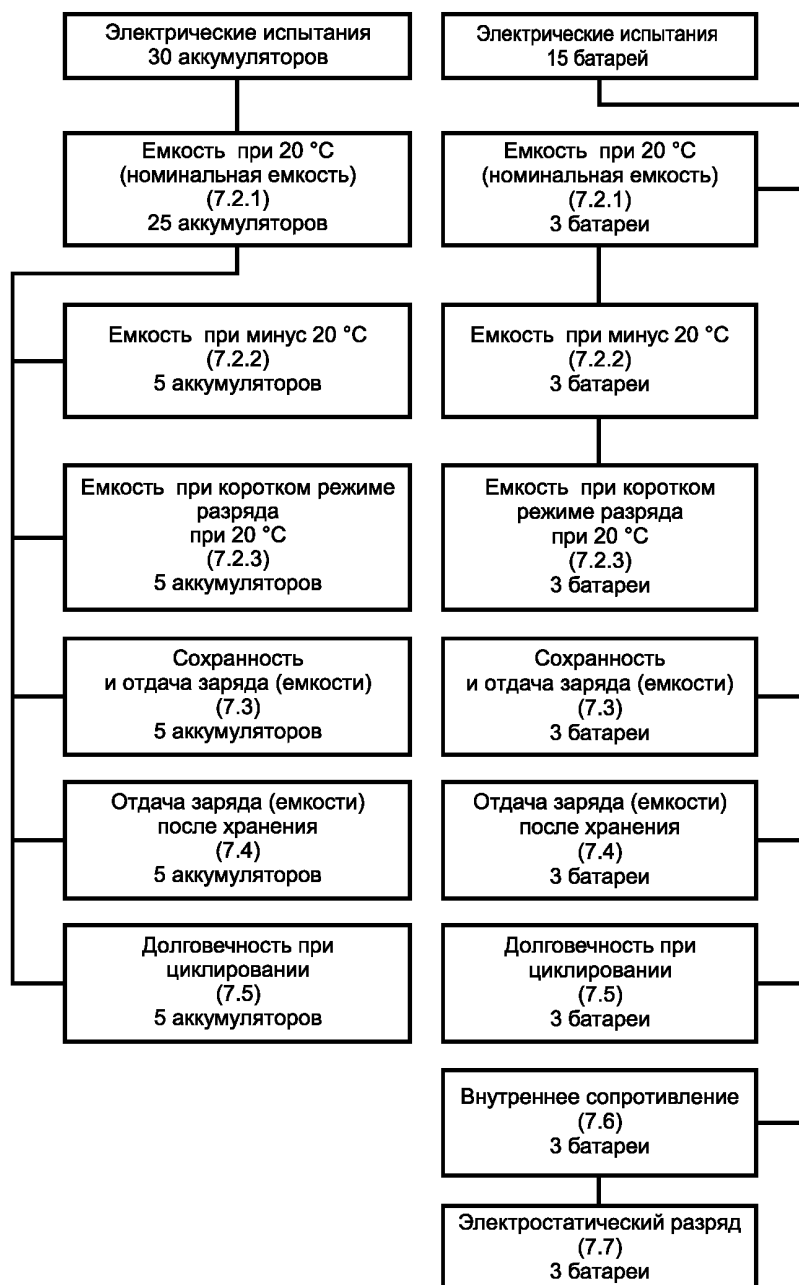 Электрические испытания
30 аккумуляторов
Емкость при 20 °С
(номинальная емкость)
(7.2.1)
25 аккумуляторов
Емкость при минус 20 °С
(7.2.2)
5 аккумуляторов
Емкость при коротком режиме
разряда
при 20 °С
(7.2.3)
5 аккумуляторов
Сохранность
и отдача заряда (емкости)
(7.3)
5 аккумуляторов
Отдача заряда (емкости)
после хранения
(7.4)
5 аккумуляторов
Долговечность при
циклировании
(7.5)
5 аккумуляторов
Электрические испытания
15 батарей
Емкость при 20 °С
(номинальная емкость)
(7.2.1)
3 батареи
Емкость при минус 20 °С
(7.2.2)
3 батареи
Емкость при коротком
режиме разряда
при 20 °С
(7.2.3)
3 батареи
Сохранность
и отдача заряда (емкости)
(7.3)
3 батареи
Отдача заряда (емкости)
после хранения
(7.4)
3 батареи
Долговечность при
циклировании
(7.5)
3 батареи
Внутреннее сопротивление
(7.6)
3 батареи
Электростатический разряд
(7.7)
3 батареи